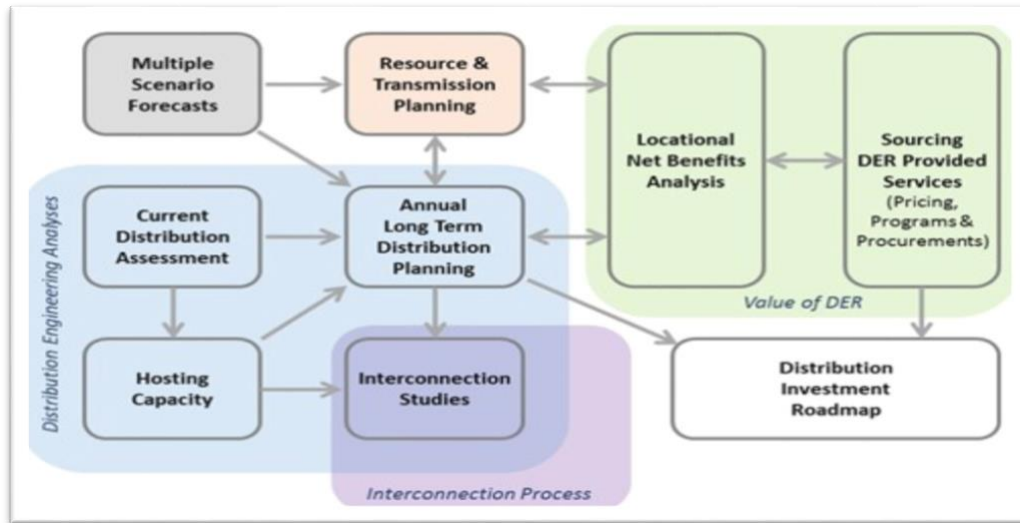 Multiple
Scenario
Forecasts
Resource &
Transmission
Planning
Locational
Net Benefits
Analysis
Sourcing
DER Provided
Services
(Pricing,
Programs &
Procurements)
Value of DER
Distribution Engineering Analyses
Current
Distribution
Assessment
Annual
Long Term
Distribution
Planning
Hosting
Capacity
Interconnection
Studies
Interconnection Process
Distribution
Investment
Roadmap